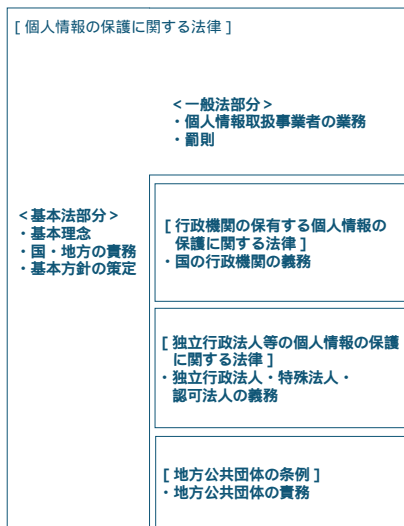 [ 個人情報の保護に関する法律 ]
<一般法部分>
・個人情報取扱事業者の業務
・罰則
<基本法部分>
・基本理念
・国・地方の責務
・基本方針の策定
[ 行政機関の保有する個人情報の
保護に関する法律 ]
・国の行政機関の義務
[ 独立行政法人等の個人情報の保護
に関する法律 ]
・独立行政法人・特殊法人・
認可法人の義務
[ 地方公共団体の条例 ]
・地方公共団体の責務